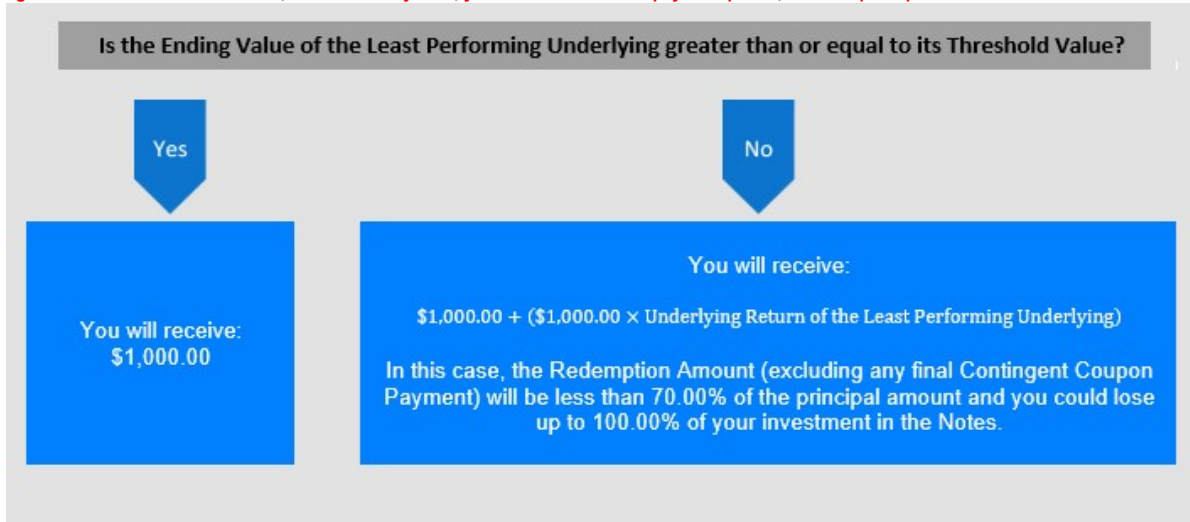 Is the Ending Value of the Least Performing Underlying greater than or equal to its Threshold Value?
Yes
No
You will receive:
$1,000.00
You will receive:
$1,000.00 + ($1,000.00 × Underlying Return of the Least Performing Underlying)
In this case, the Redemption Amount (excluding any final Contingent Coupon
Payment) will be less than 70.00% of the principal amount and you could lose
up to 100.00% of your investment in the Notes.